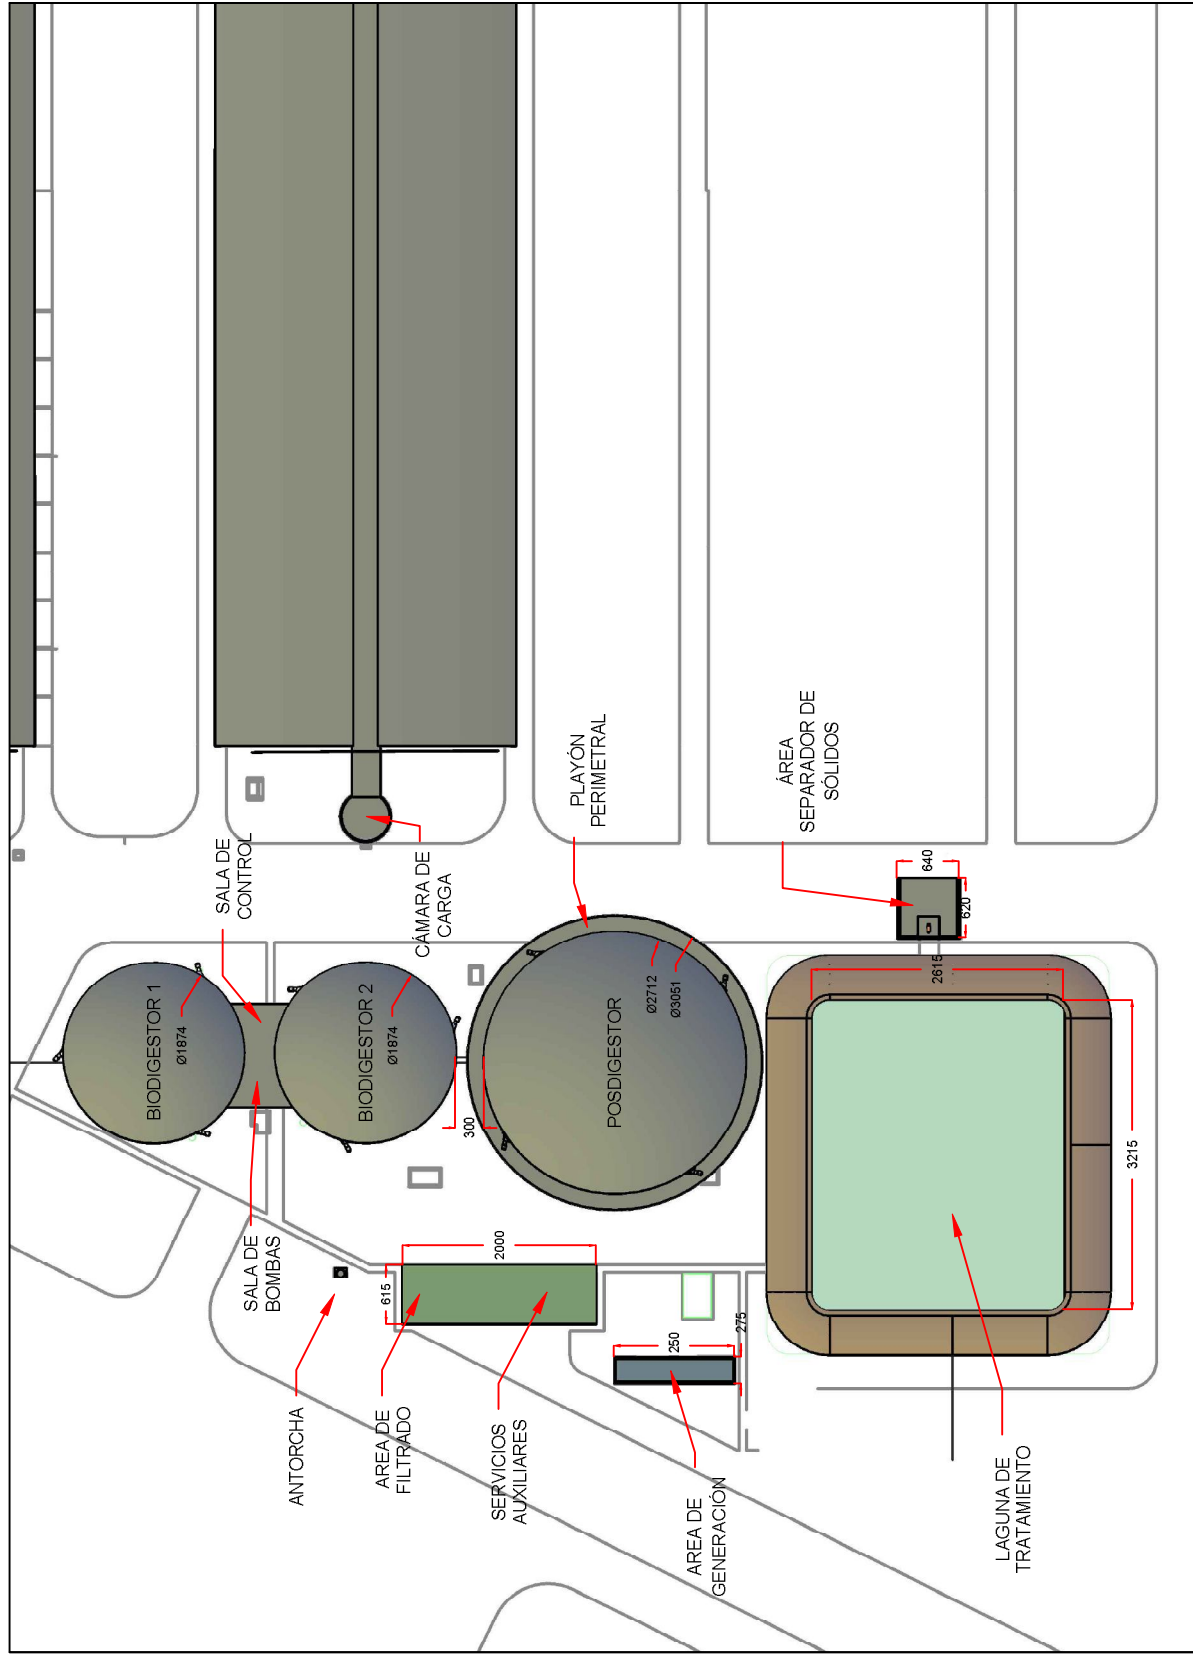 BIODIGESTOR 1
Ø1874
SALA DE
CONTROL
SALA DE
BOMBAS
BIODIGESTOR 2
Ø1874
CÁMARA DE
CARGA
ANTORCHA
AREA DE
FILTRADO
615
2000
SERVICIOS
AUXILIARES
300
PLAYÓN
PERIMETRAL
POSDIGESTOR
Ø2712
Ø3051
250
275
AREA DE
GENERACIÓN
ÁREA
SEPARADOR DE
SÓLIDOS
640
620
2615
3215
LAGUNA DE
TRATAMIENTO